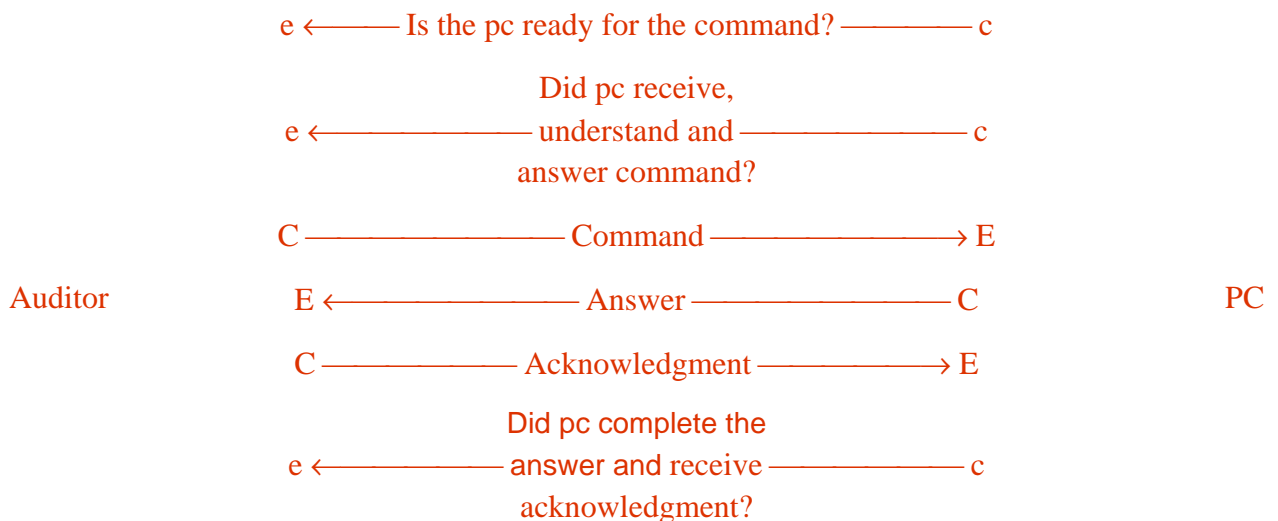 e ← Is the pc ready for the command? c
Did pc receive,
e ← understand and c
answer command?
C Command → E
Auditor E ← Answer C PC
C Acknowledgment → E
Did pc complete the
e ← answer and receive c
acknowledgment?